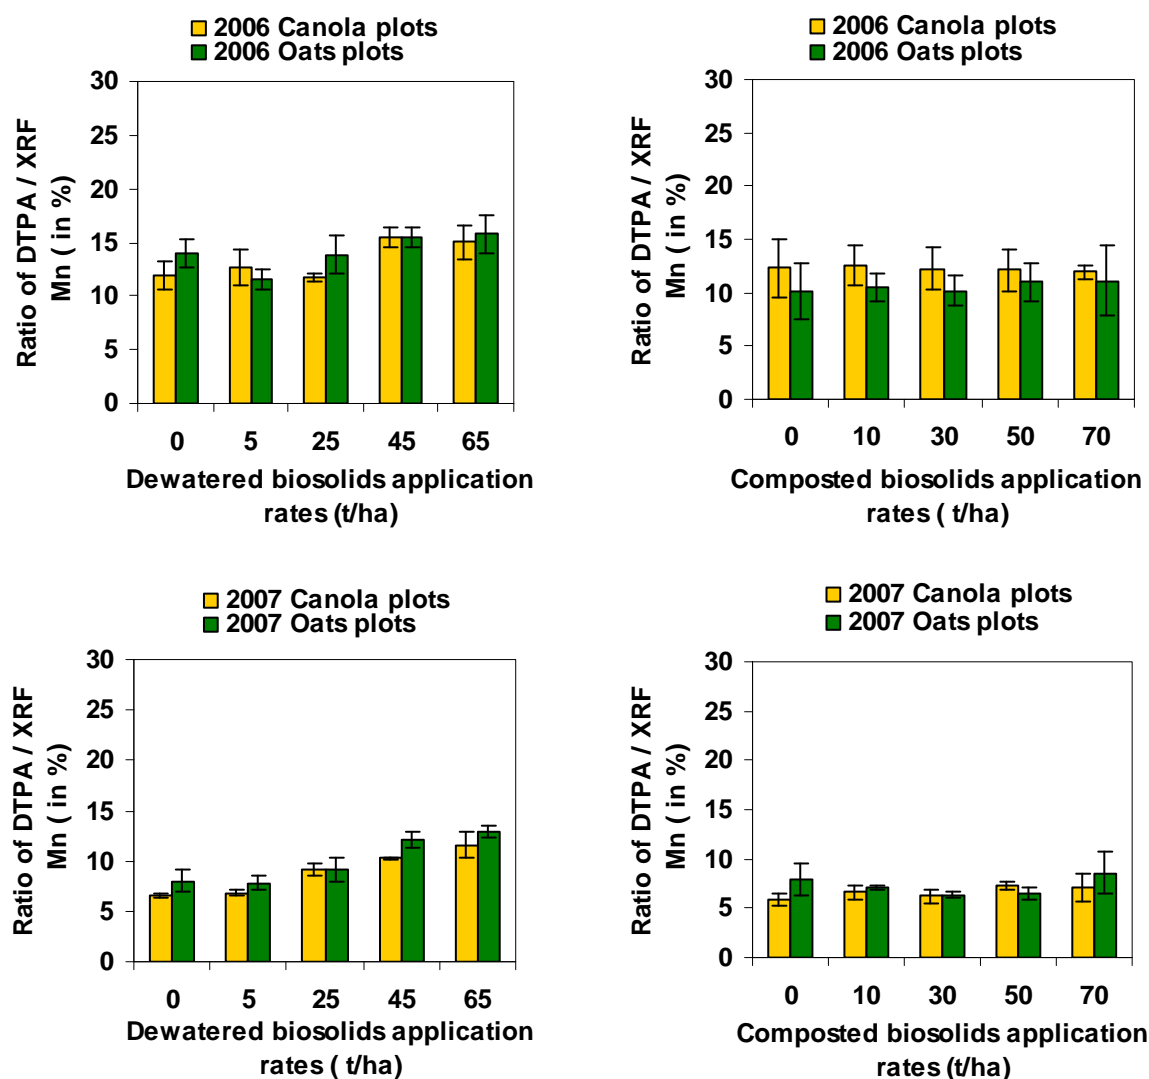 2006 Canola plots
2006 Oats plots
Ratio of DTPA / XRF
Mn ( in %)
30
25
20
15
10
5
0
0 5 25 45 65
Dewatered biosolids application
rates (t/ha)
2006 Canola plots
2006 Oats plots
Ratio of DTPA / XRF
Mn ( in %)
30
25
20
15
10
5
0
0 10 30 50 70
Composted biosolids application
rates ( t/ha)
2007 Canola plots
2007 Oats plots
Ratio of DTPA / XRF
Mn ( in %)
30
25
20
15
10
5
0
0 5 25 45 65
Dewatered biosolids application
rates ( t/ha)
2007 Canola plots
2007 Oats plots
Ratio of DTPA / XRF
Mn ( in %)
30
25
20
15
10
5
0
0 10 30 50 70
Composted biosolids application
rates (t/ha)